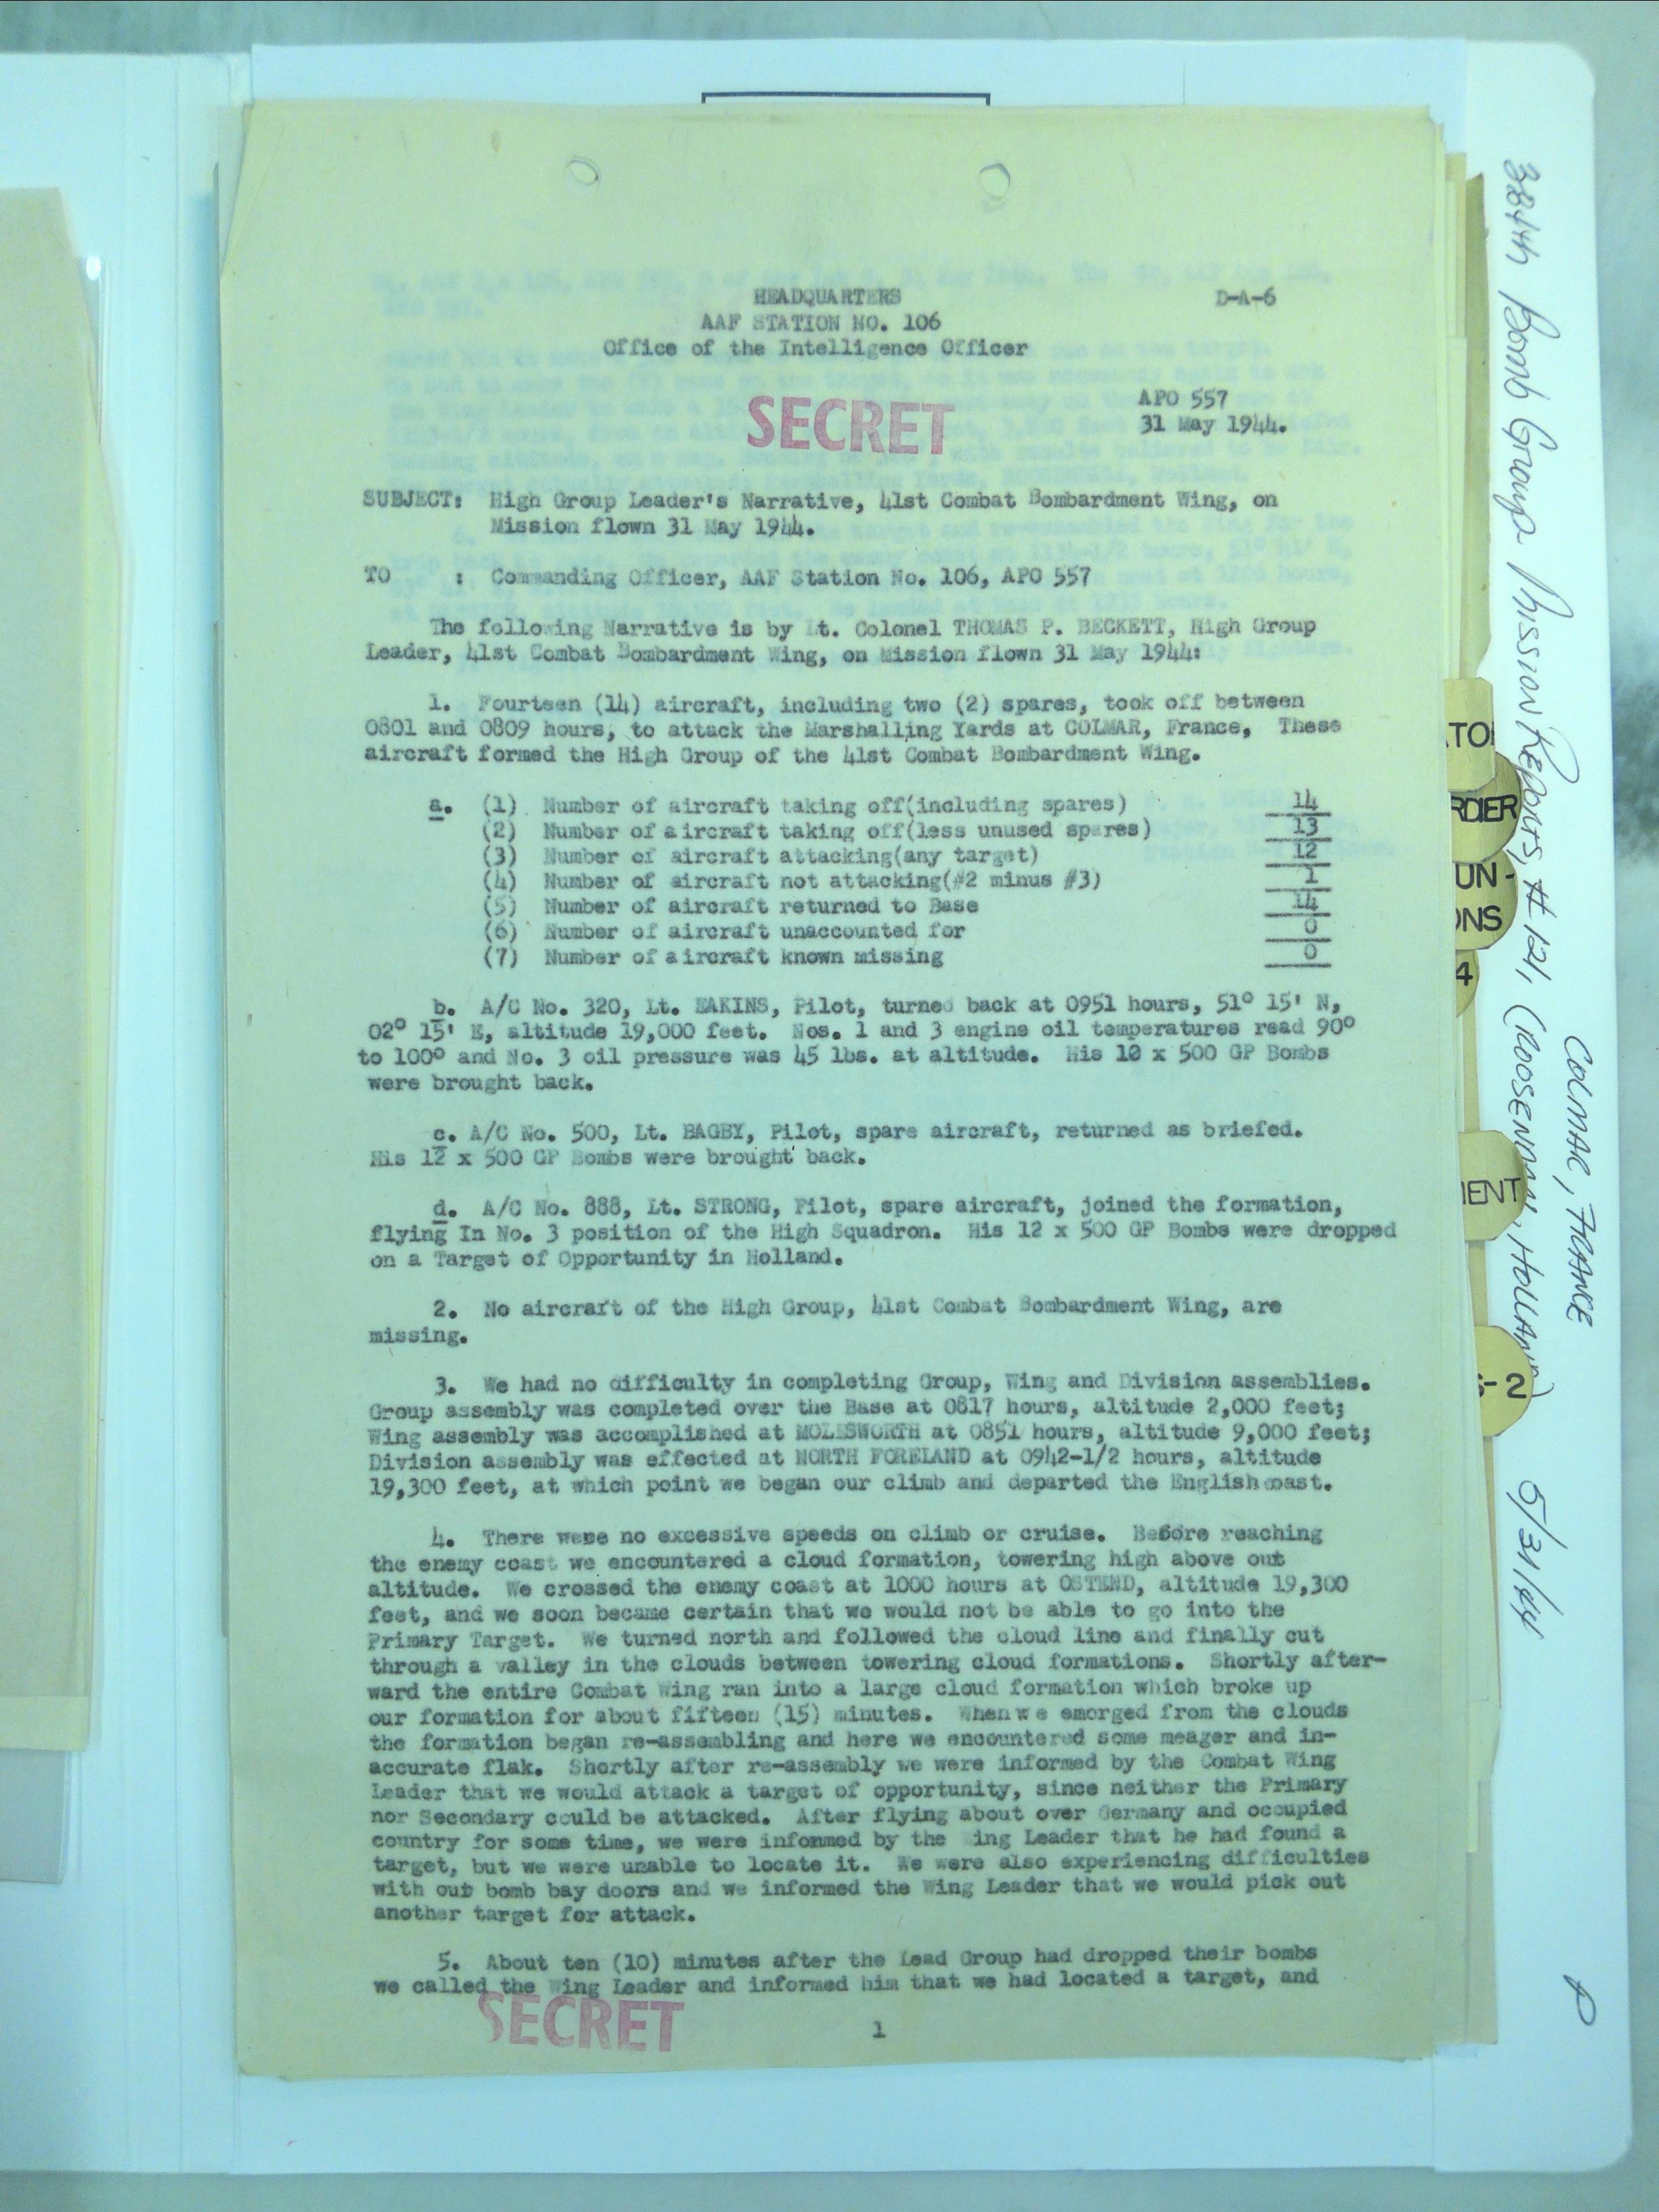 HEADQUARTERS
D-A-6
AAF STATION NO. 106
Office of the Intelligence Officer
APO 557
SECRET
31 May 1944.
SUBJECT: High Group Leader's Narrative, 41st Combat Bombardment Wing, on
Mission flown 31 May 1944.
TO : Commanding Officer, AAF Station No. 106, APO 557
The following Narrative is by Lt. Colonel THOMAS P. BECKETT, High Group
Leader, 41st Combat Bombardment Wing, on Mission flown 31 May 1944:
1. Fourteen (14) aircraft, including two (2) spares, took off between
0801 and 0809 hours, to attack the Marshalling Yards at COLMAR, France, These
aircraft formed the High Group of the 41st Combat Bombardment Wing.
a. (1) Number of aircraft taking off(including spares) 14
(2) Number of aircraft taking off(less unused spares) 13
(3) Number of aircraft attacking(any target) 12
(4) Number of aircraft not attacking(#2 minus #3) 1
(5) Number of aircraft returned to Base 14
(6) Number of aircraft unaccounted for 0
(7) Number of aircraft known missing 0
b. A/C No. 320, Lt. EAKINS, Pilot, turned back at 0951 hours, 51° 15' N,
02° 15' E, altitude 19,000 feet. Nos. 1 and 3 engine oil temperatures read 90°
to 100° and No. 3 oil pressure was 45 lbs. at altitude. His 12 x 500 GP Bombs
were brought back.
c. A/C No. 500, Lt. BAGBY, Pilot, spare aircraft, returned as briefed.
His 12 x 500 GP Bombs were brought back.
d. A/C No. 888, Lt. STRONG, Pilot, spare aircraft, joined the formation,
flying In No. 3 position of the High Squadron. His 12 x 500 GP Bombs were dropped
on a Target of Opportunity in Holland.
2. No aircraft of the High Group, 41st Combat Bombardment Wing, are
missing.
3. We had no difficulty in completing Group, Wing and Division assemblies.
Group assembly was completed over the Base at 0817 hours, altitude 2,000 feet;
Wing assembly was accomplished at MOLESWORTH at 0851 hours, altitude 9,000 feet;
Division assembly was effected at NORTH FORELAND at 0942-1/2 hours, altitude
19,300 feet, at which point we began our climb and departed the English coast.
4. There were no excessive speeds on climb or cruise. Before reaching
the enemy coast we encountered a cloud formation, towering high above out
altitude. We crossed the enemy coast at 1000 hours at OSTEND, altitude 19,300
feet, and we soon became certain that we would not be able to go into the
Primary Target. We turned north and followed the cloud line and finally cut
through a valley in the clouds between towering cloud formations. Shortly after-
ward the entire Combat Wing ran into a large cloud formation which broke up
our formation for about fifteen (15) minutes. When we emerged from the clouds
the formation began re-assembling and here we encountered some meager and in-
accurate flak. Shortly after re-assembly we were informed by the Combat Wing
Leader that we would attack a target of opportunity, since neither the Primary
nor Secondary could be attacked. After flying about over Germany and occupied
country for some time, we were informed by the Wing Leader that he had found a
target, but we were unable to locate it. We were also experiencing difficulties
with our bomb bay doors and we informed the Wing Leader that we would pick out
another target for attack.
5. About ten (10) minutes after the Lead Group had dropped their bombs
we called the Wing Leader and informed him that we had located a target, and
SECRET
1
384th Bomb Group Mission Reports, #121, (ROOSENDAAL, HOLLAND) 5/31/44
COLMAR, FRANCE
RDIER
UN-
ONS
4
MENT
S-2